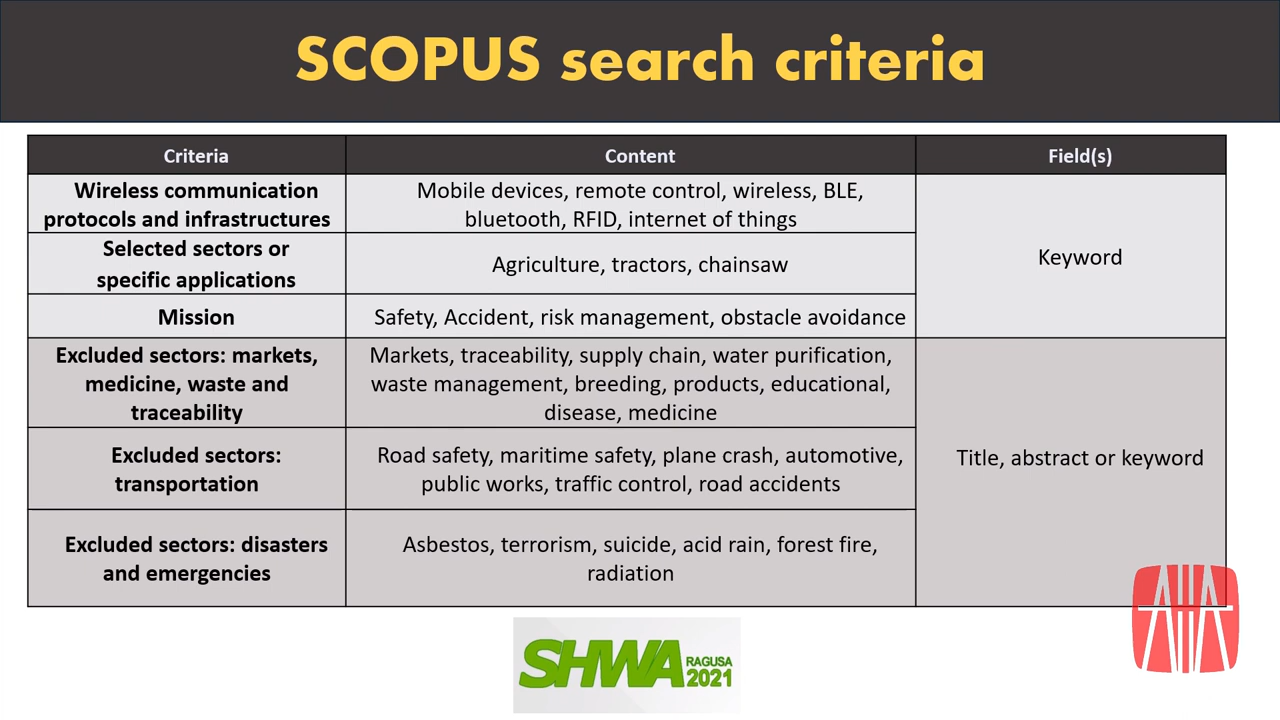 SCOPUS search criteria
Criteria
Content
Field(s)
Wireless communication
protocols and infrastructures
Mobile devices, remote control, wireless, BLE,
bluetooth, RFID, internet of things
Keyword
Selected sectors or
specific applications
Agriculture, tractors, chainsaw
Mission
Safety, Accident, risk management, obstacle avoidance
Excluded sectors: markets,
medicine, waste and
traceability
Markets, traceability, supply chain, water purification,
waste management, breeding, products, educational,
disease, medicine
Title, abstract or keyword
Excluded sectors:
transportation
Road safety, maritime safety, plane crash, automotive,
public works, traffic control, road accidents
Excluded sectors: disasters
and emergencies
Asbestos, terrorism, suicide, acid rain, forest fire,
radiation
SHWA
RAGUSA
2021